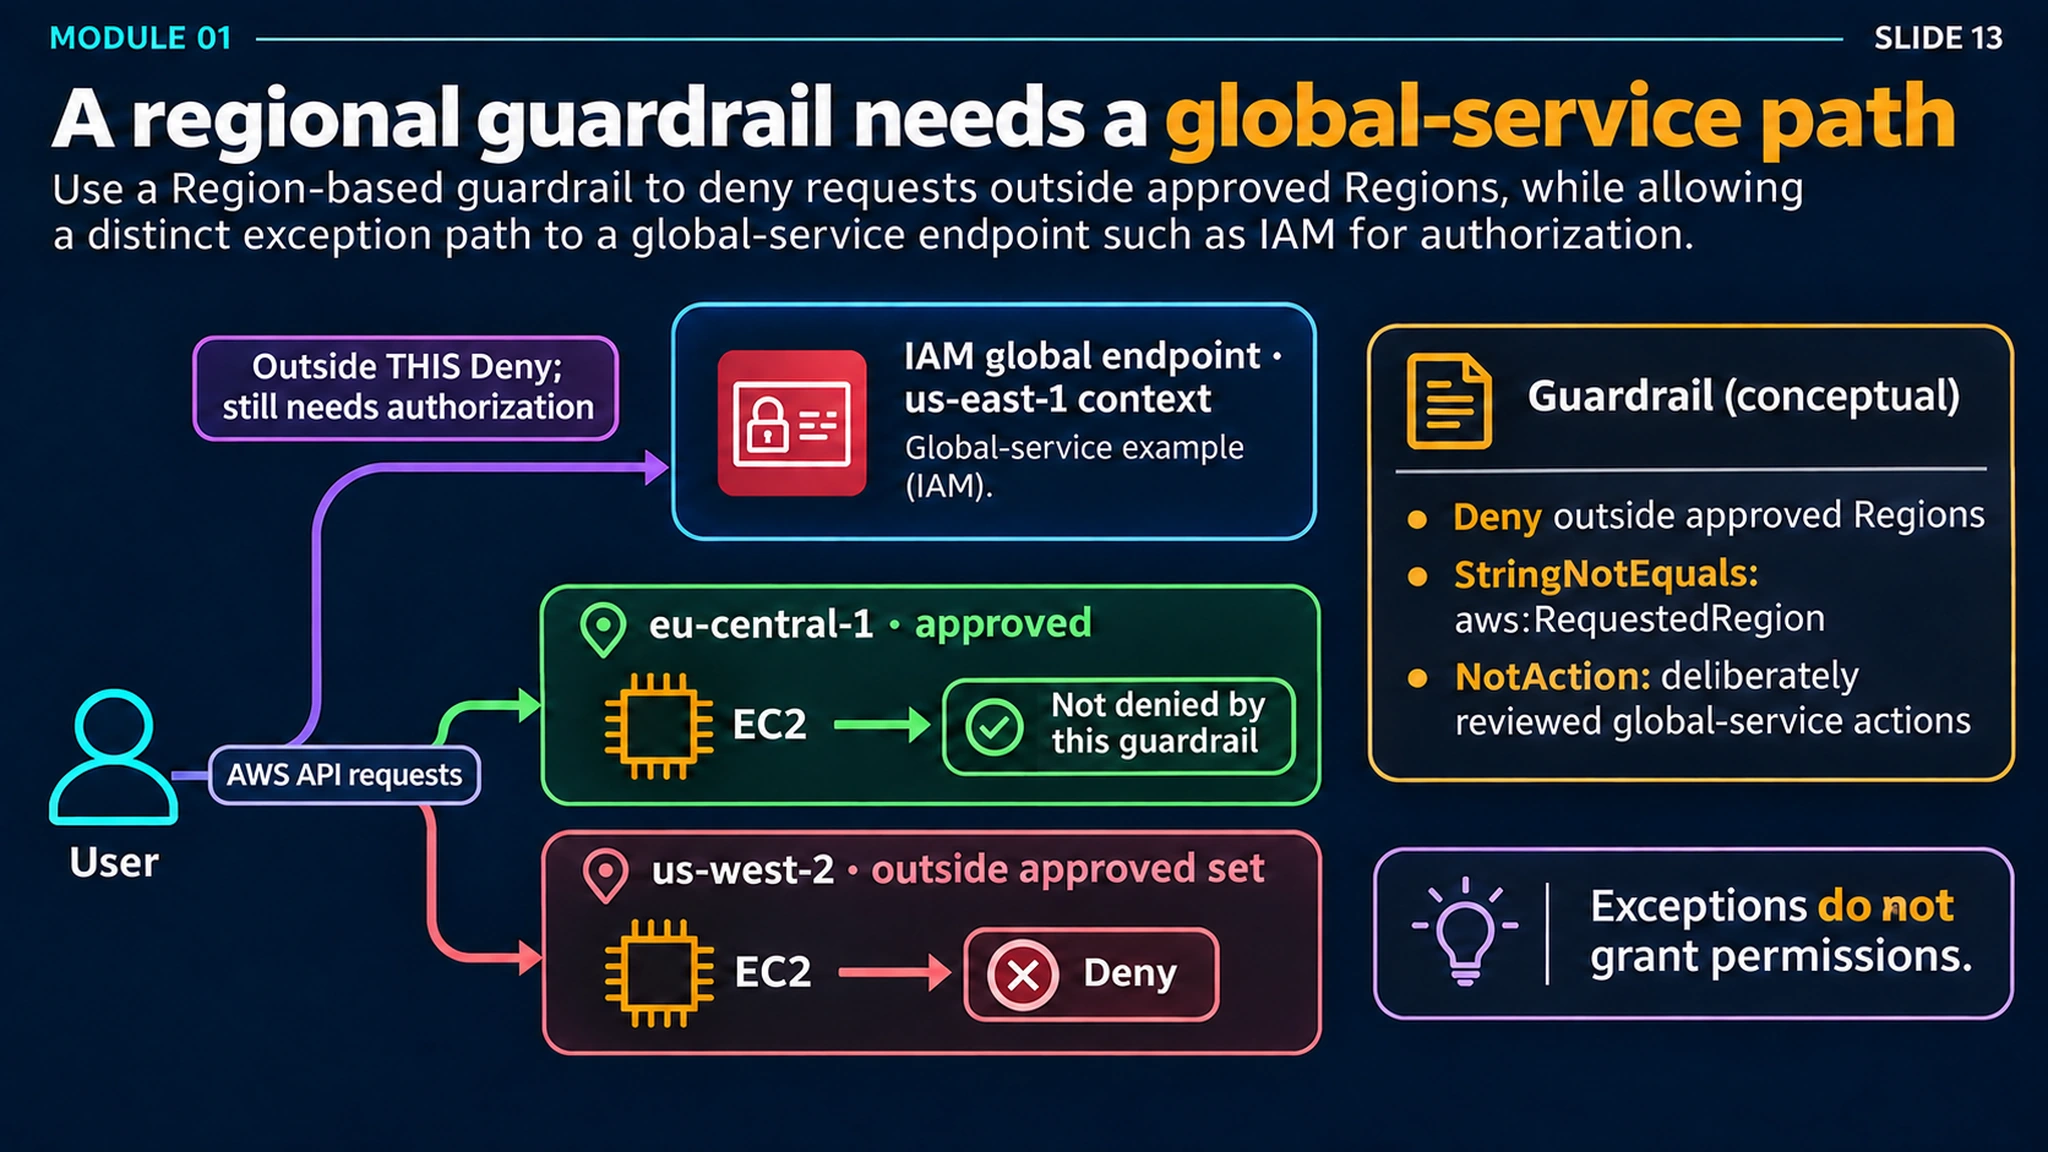 MODULE 01
SLIDE 13
A regional guardrail needs a global-service path
Use a Region-based guardrail to deny requests outside approved Regions, while allowing
a distinct exception path to a global-service endpoint such as IAM for authorization.
Outside THIS Deny;
still needs authorization
IAM global endpoint •
us-east-1 context
Global-service example
(IAM).
AWS API requests
User
eu-central-1 • approved
EC2
Not denied by
this guardrail
us-west-2 • outside approved set
EC2
Deny
Guardrail (conceptual)
• Deny outside approved Regions
• StringNotEquals:
aws:RequestedRegion
• NotAction: deliberately
reviewed global-service actions
Exceptions do not
grant permissions.